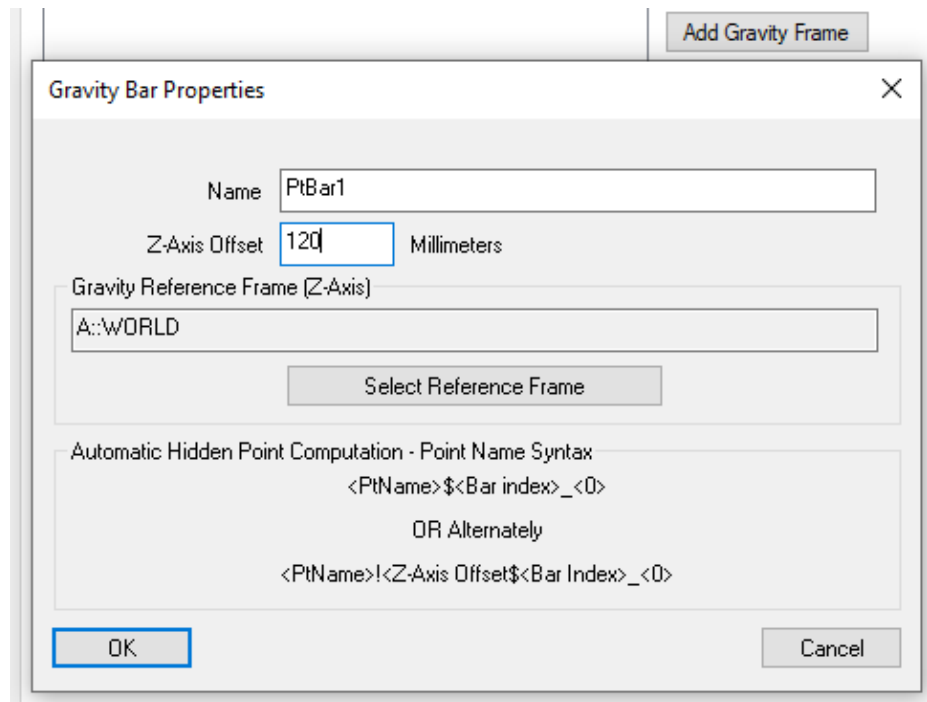 Add Gravity Frame
Gravity Bar Properties
Name PtBar1
Z-Axis Offset 120 Millimeters
Gravity Reference Frame (Z-Axis)
A::WORLD
Select Reference Frame
Automatic Hidden Point Computation - Point Name Syntax
<PtName>$<Bar index>_<0>
OR Alternately
<PtName>!<Z-Axis Offset$<Bar Index>_<0>
OK Cancel